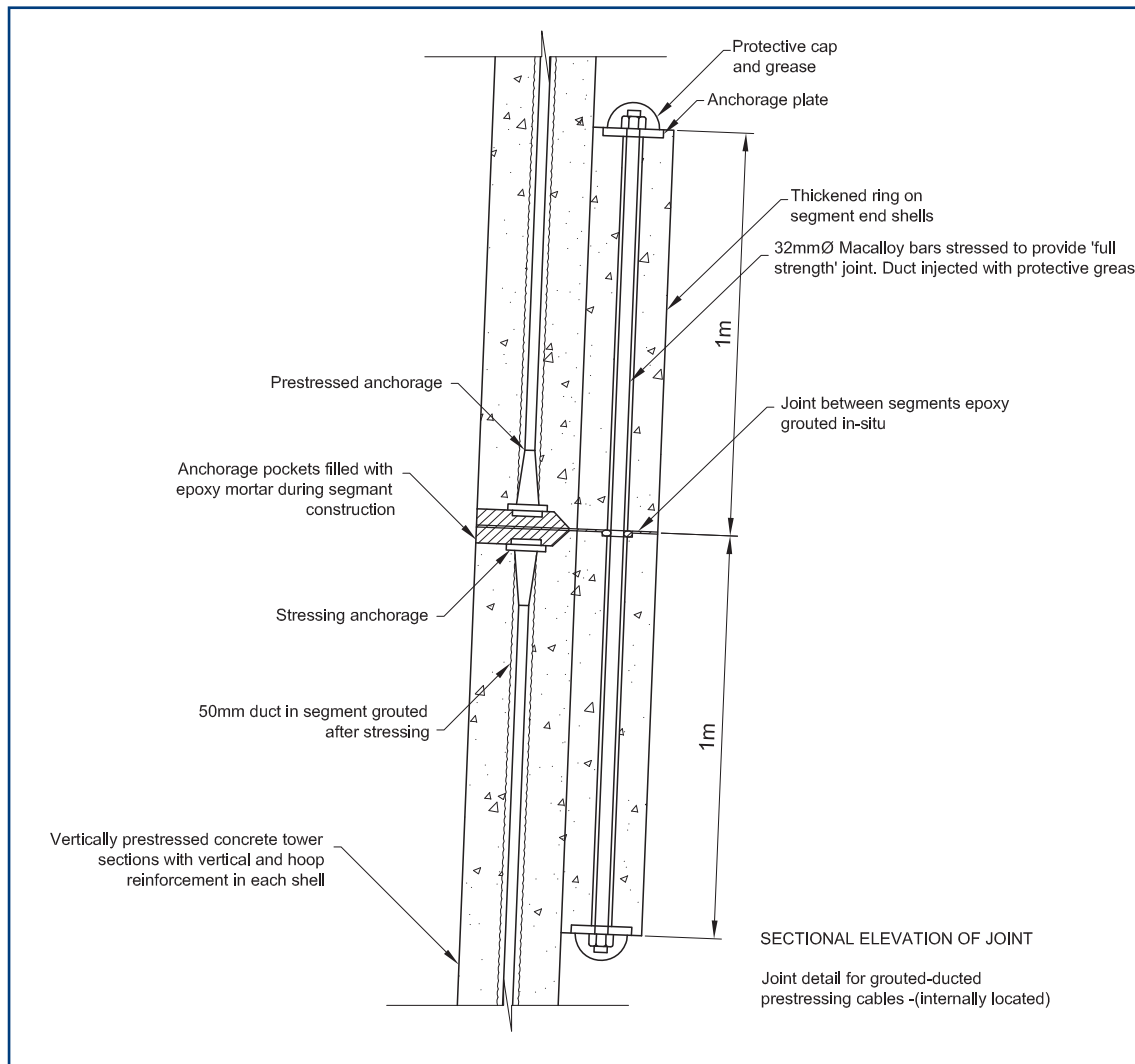 Protective cap
and grease
Anchorage plate
Thickened ring on
segment end shells
32mmØ Macalloy bars stressed to provide 'full
strength' joint. Duct injected with protective greas
1m
Prestressed anchorage
Joint between segments epoxy
grouted in-situ
Anchorage pockets filled with
epoxy mortar during segmant
construction
Stressing anchorage
50mm duct in segment grouted
after stressing
1m
Vertically prestressed concrete tower
sections with vertical and hoop
reinforcement in each shell
SECTIONAL ELEVATION OF JOINT
Joint detail for grouted-ducted
prestressing cables -(internally located)